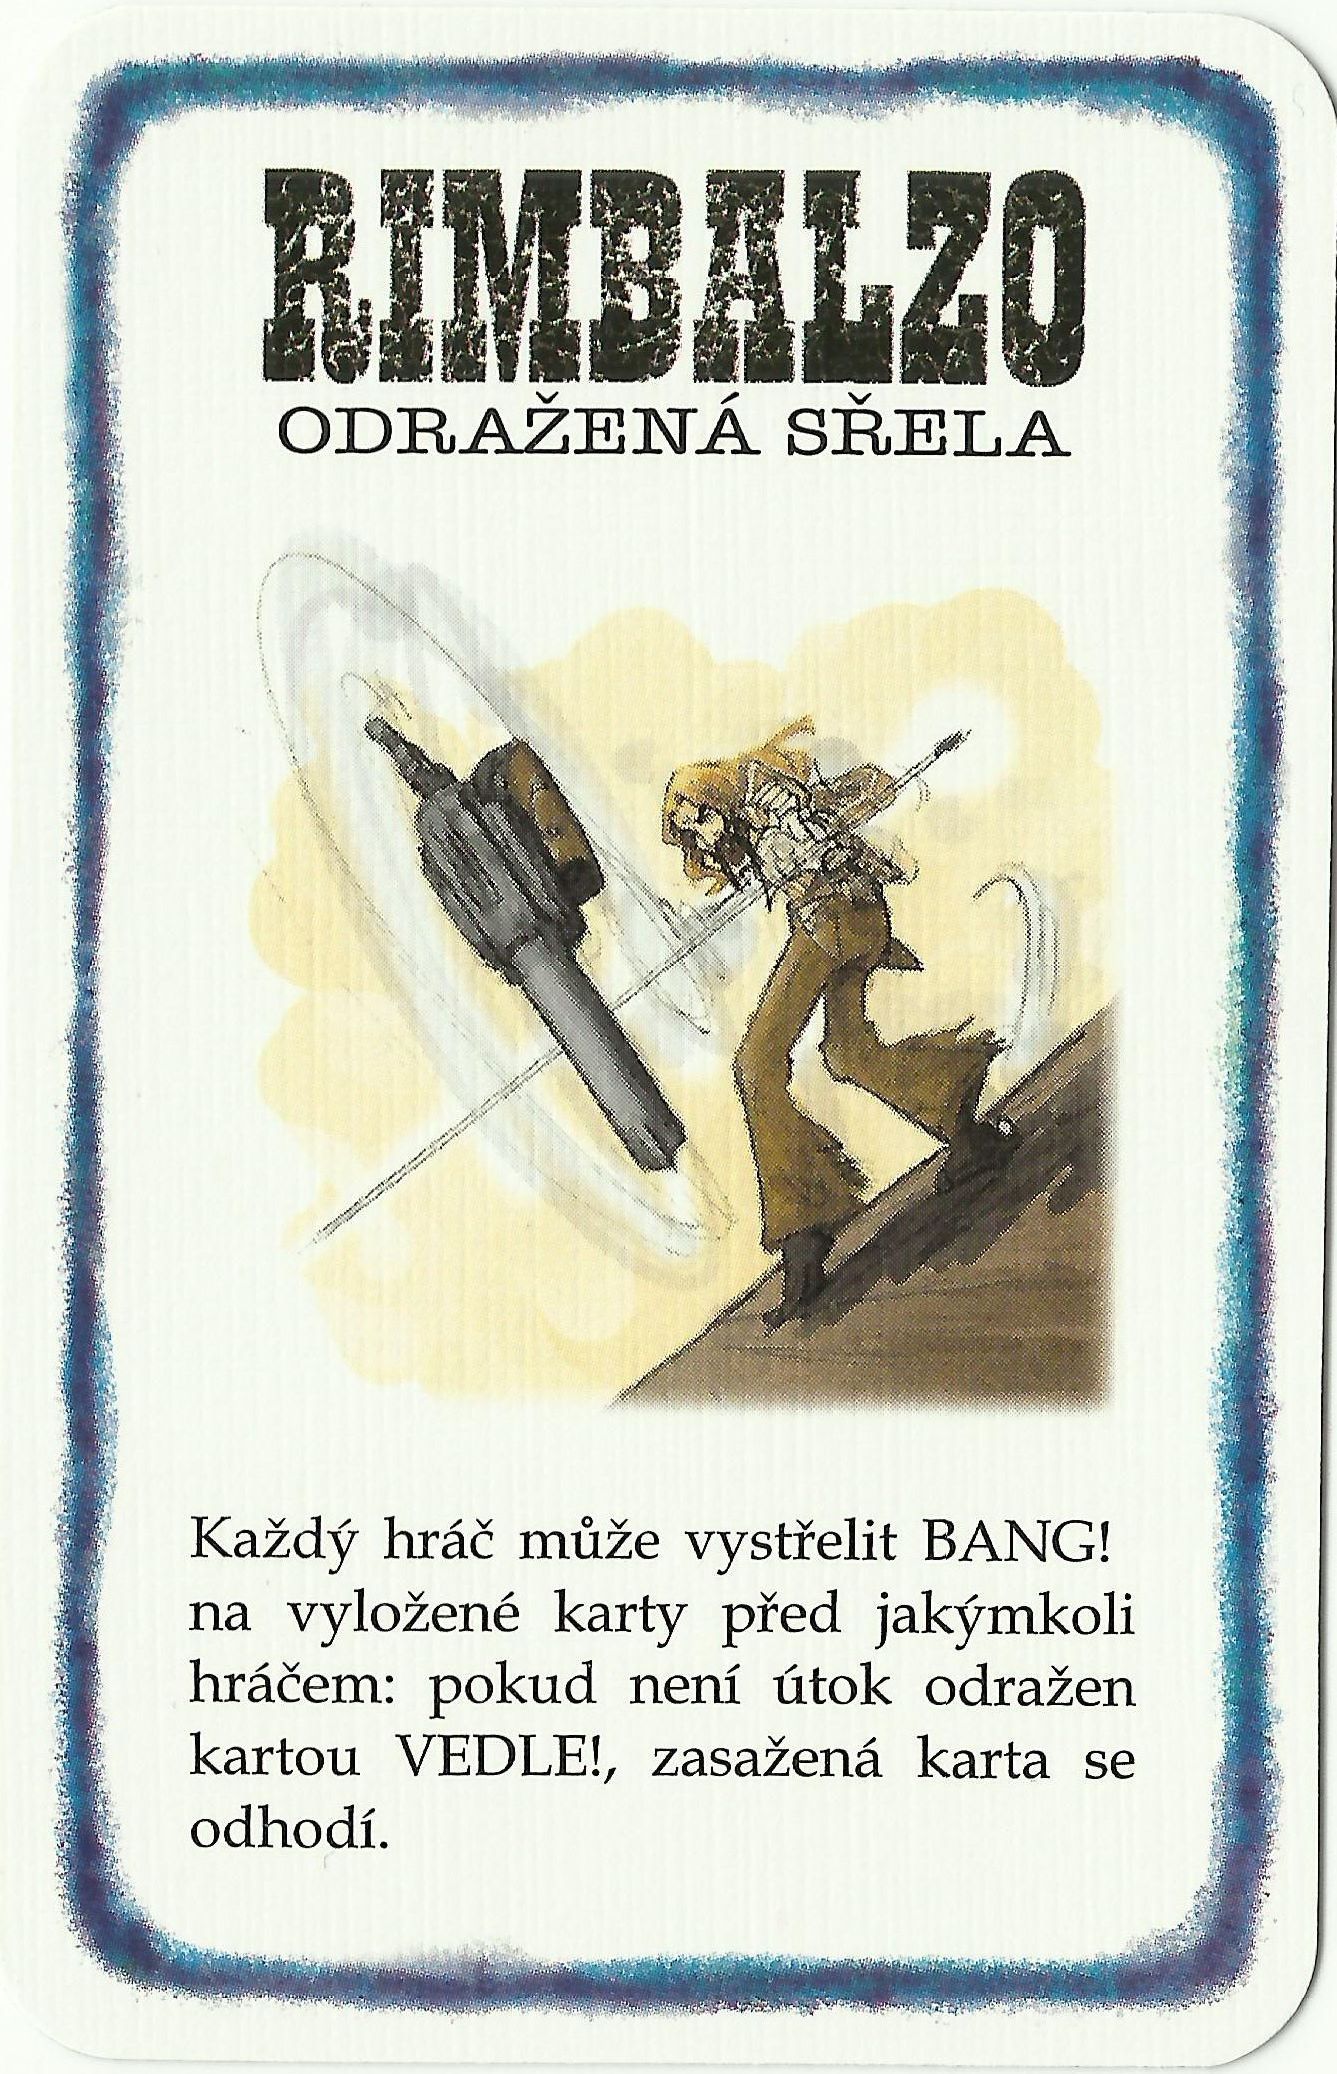 RIMBALZO
ODRAŽENÁ SŘELA
Každý hráč může vystřelit BANG!
na vyložené karty před jakýmkoli
hráčem: pokud není útok odražen
kartou VEDLE!, zasažená karta se
odhodí.